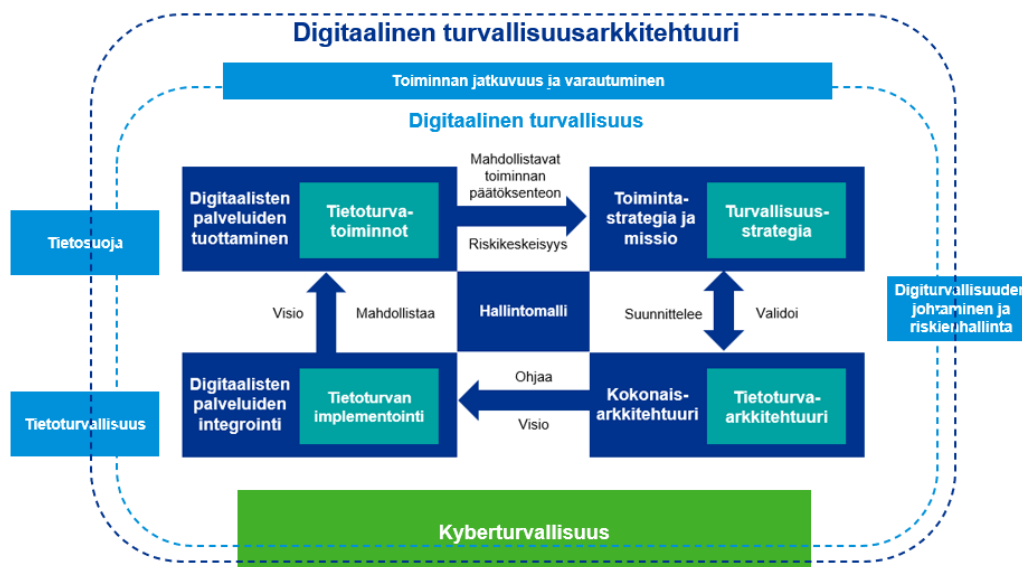 Digitaalinen turvallisuusarkkitehtuuri
Toiminnan jatkuvuus ja varautuminen
Digitaalinen turvallisuus
Digitaalisten
palveluiden
tuottaminen
Tietoturva-
toiminnot
Mahdollistavat
toiminnan
päätöksenteon
Riskikeskeisyys
Toiminta-
strategia ja
missio
Turvallisuus-
strategia
Tietosuoja
Visio
Mahdollistaa
Hallintomalli
Suunnittelee
Validoi
Digiturvallisuuden
johtaminen ja
riskienhallinta
Digitaalisten
palveluiden
integrointi
Tietoturvan
implementointi
Ohjaa
Visio
Kokonais-
arkkitehtuuri
Tietoturva-
arkkitehtuuri
Tietoturvallisuus
Kyberturvallisuus